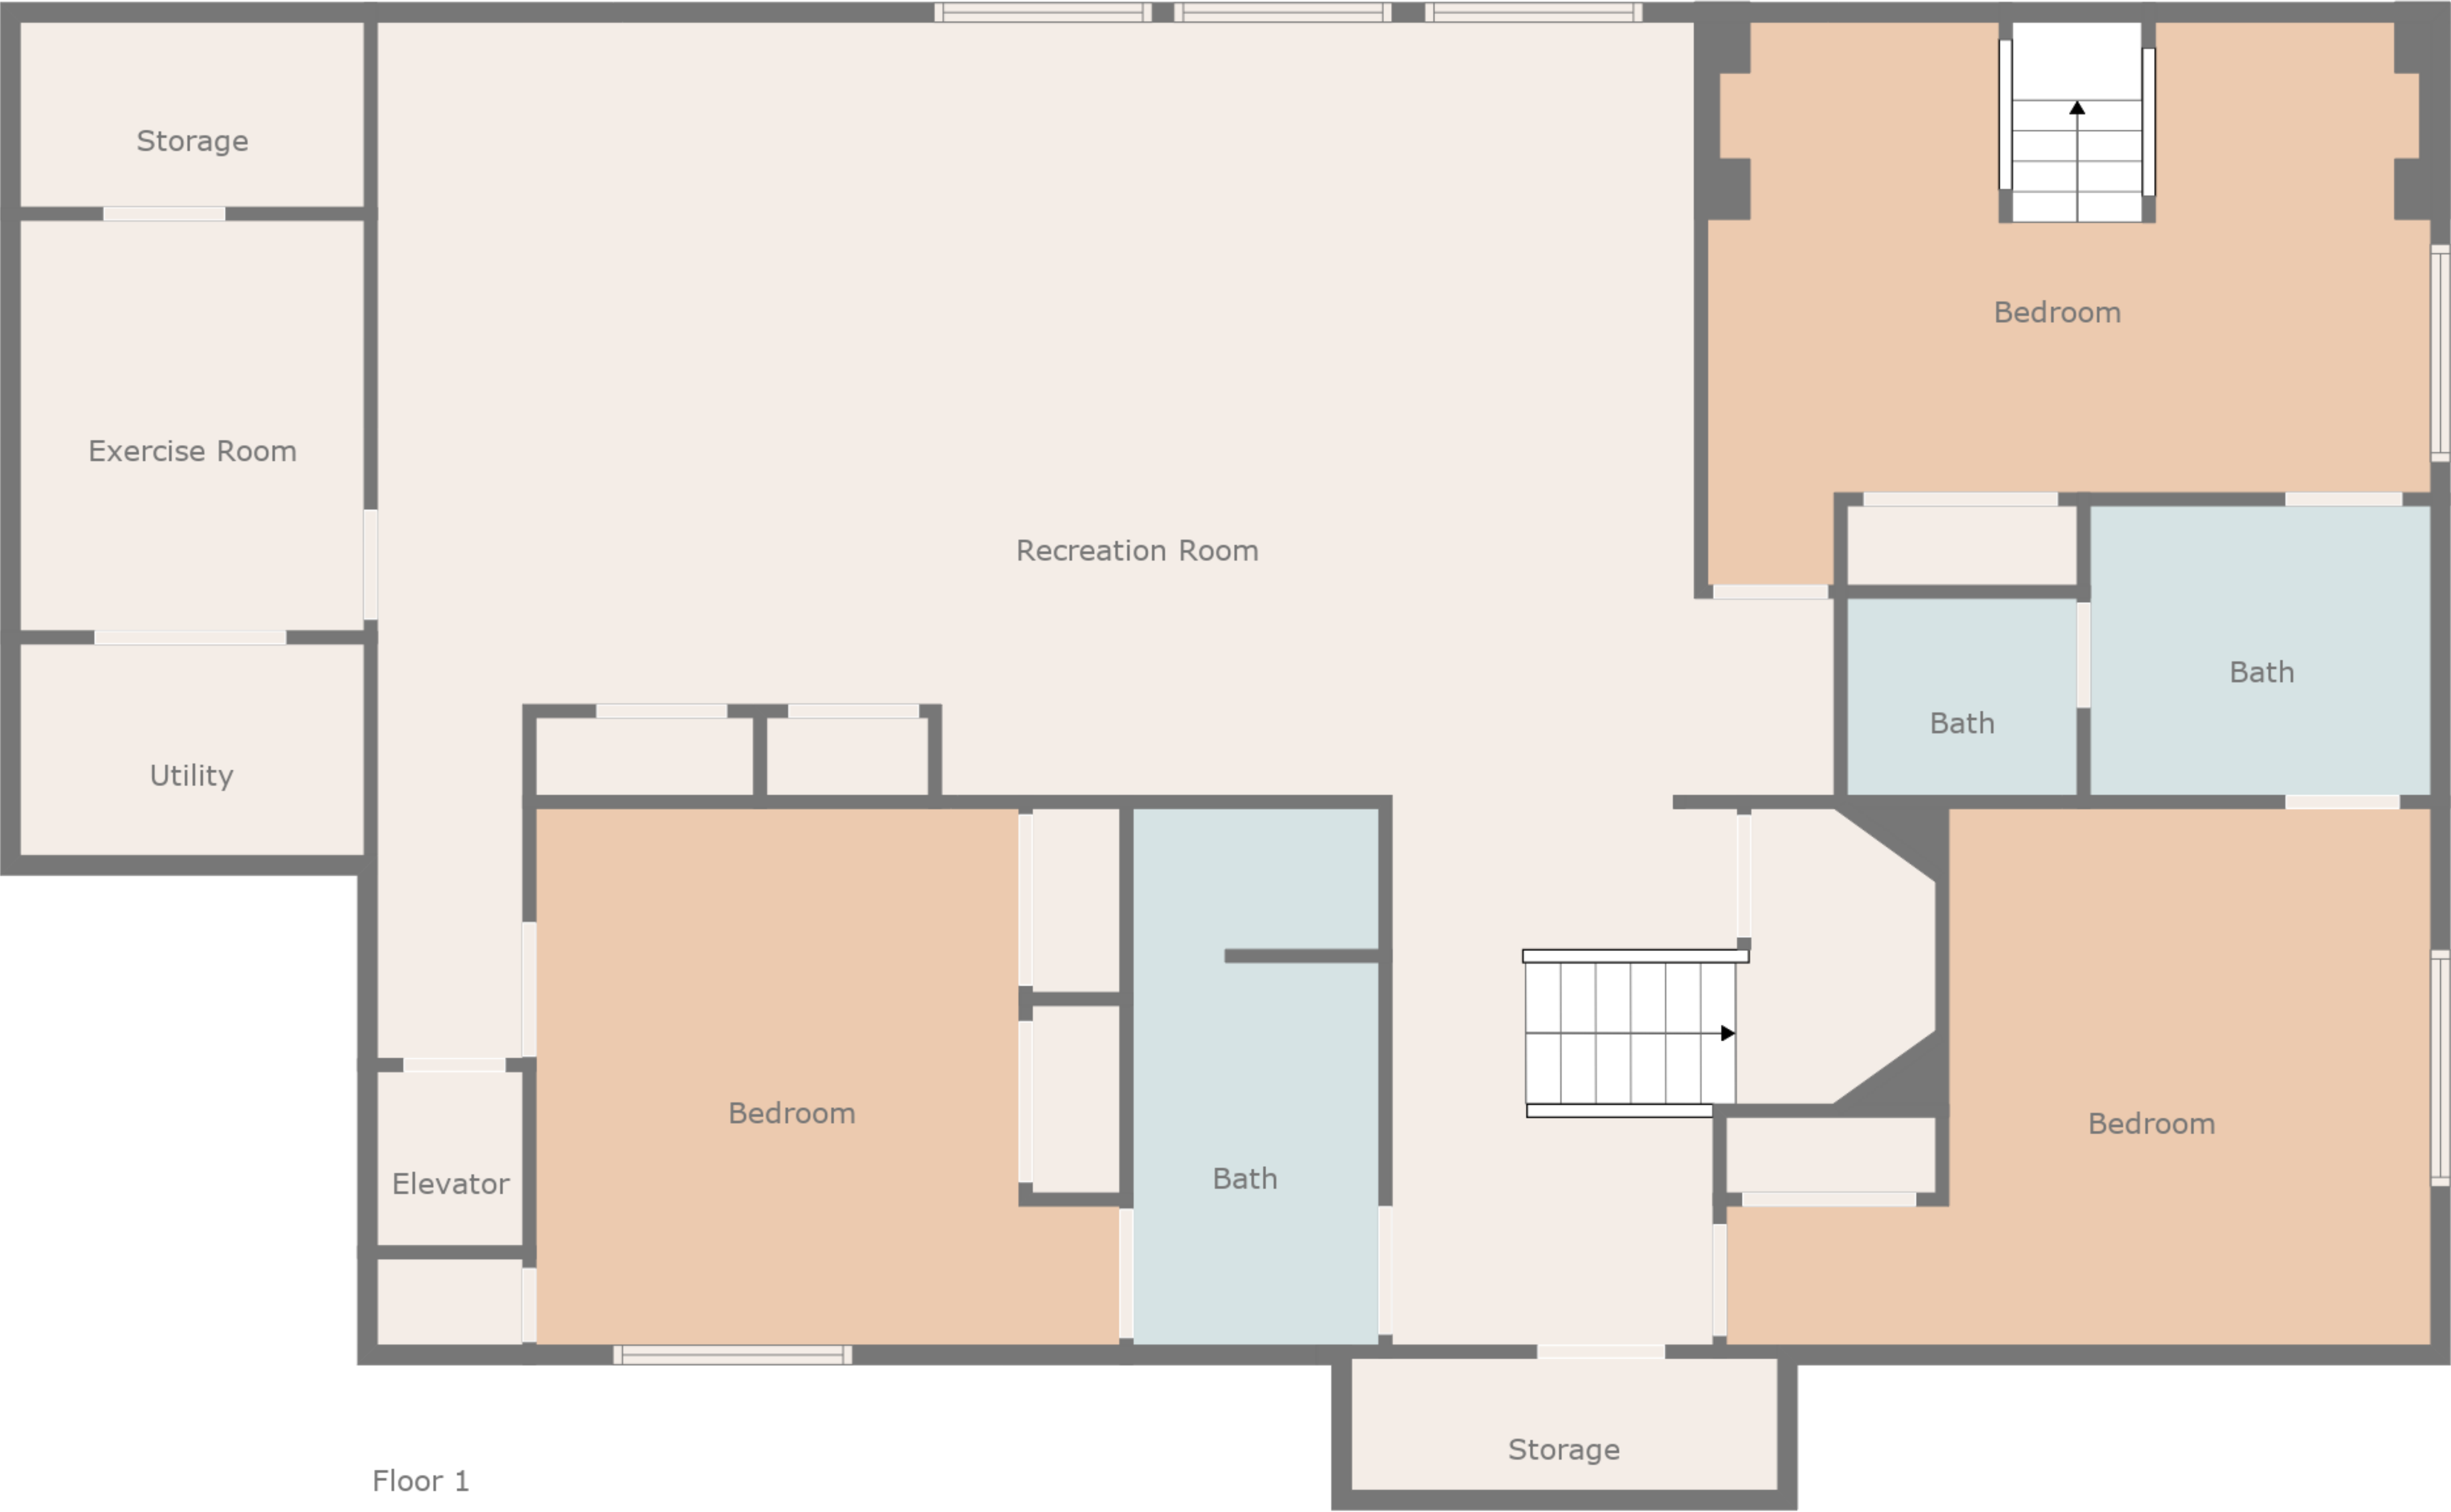 Storage
Bedroom
Exercise Room
Recreation Room
Bath
Bath
Utility
Bedroom
Bedroom
Bath
Elevator
Storage
Floor 1